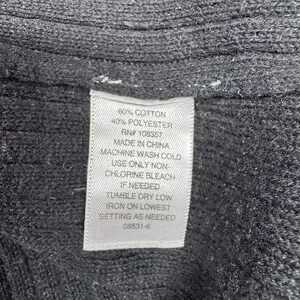 60% COTTON
40% POLYESTER
RN# 108357
MADE IN CHINA
MACHINE WASH COLD
USE ONLY NON-
CHLORINE BLEACH
IF NEEDED
TUMBLE DRY LOW
IRON ON LOWEST
SETTING AS NEEDED
08531-6